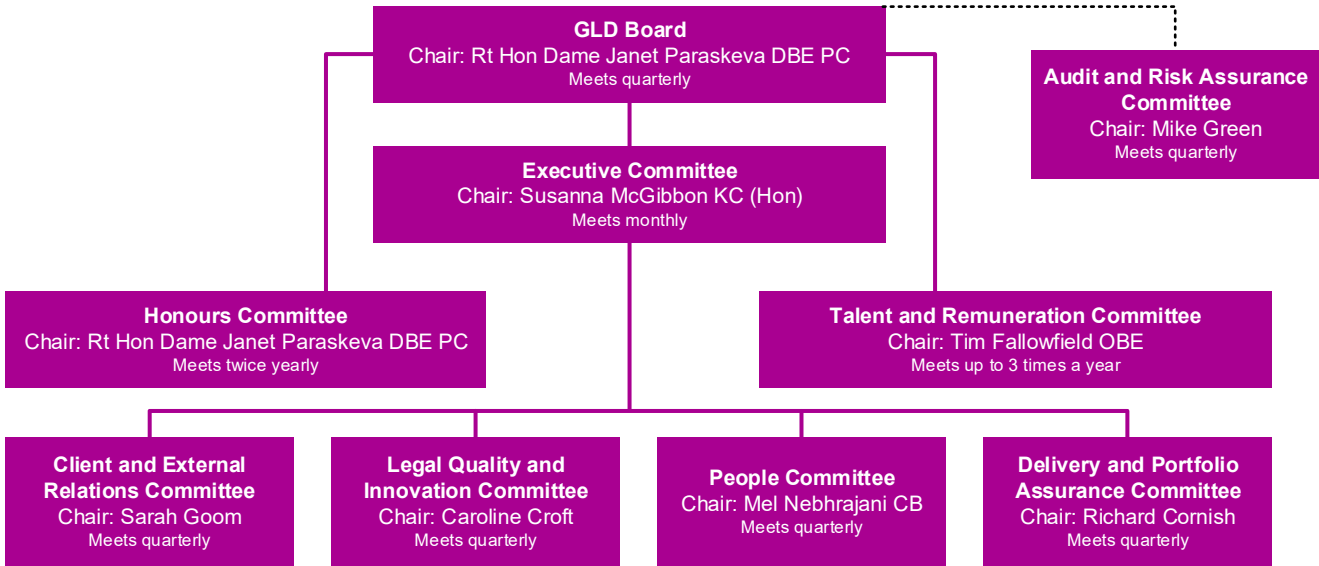 GLD Board
Chair: Rt Hon Dame Janet Paraskeva DBE PC
Meets quarterly
Audit and Risk Assurance
Committee
Chair: Mike Green
Meets quarterly
Executive Committee
Chair: Susanna McGibbon KC (Hon)
Meets monthly
Honours Committee
Chair: Rt Hon Dame Janet Paraskeva DBE PC
Meets twice yearly
Talent and Remuneration Committee
Chair: Tim Fallowfield OBE
Meets up to 3 times a year
Client and External
Relations Committee
Chair: Sarah Goom
Meets quarterly
Legal Quality and
Innovation Committee
Chair: Caroline Croft
Meets quarterly
People Committee
Chair: Mel Nebhrajani CB
Meets quarterly
Delivery and Portfolio
Assurance Committee
Chair: Richard Cornish
Meets quarterly